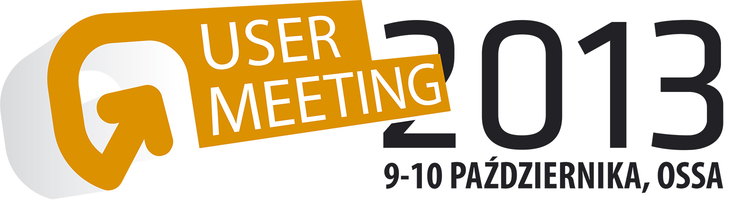 USER
MEETING
2013
9-10 PAŹDZIERNIKA, OSSA